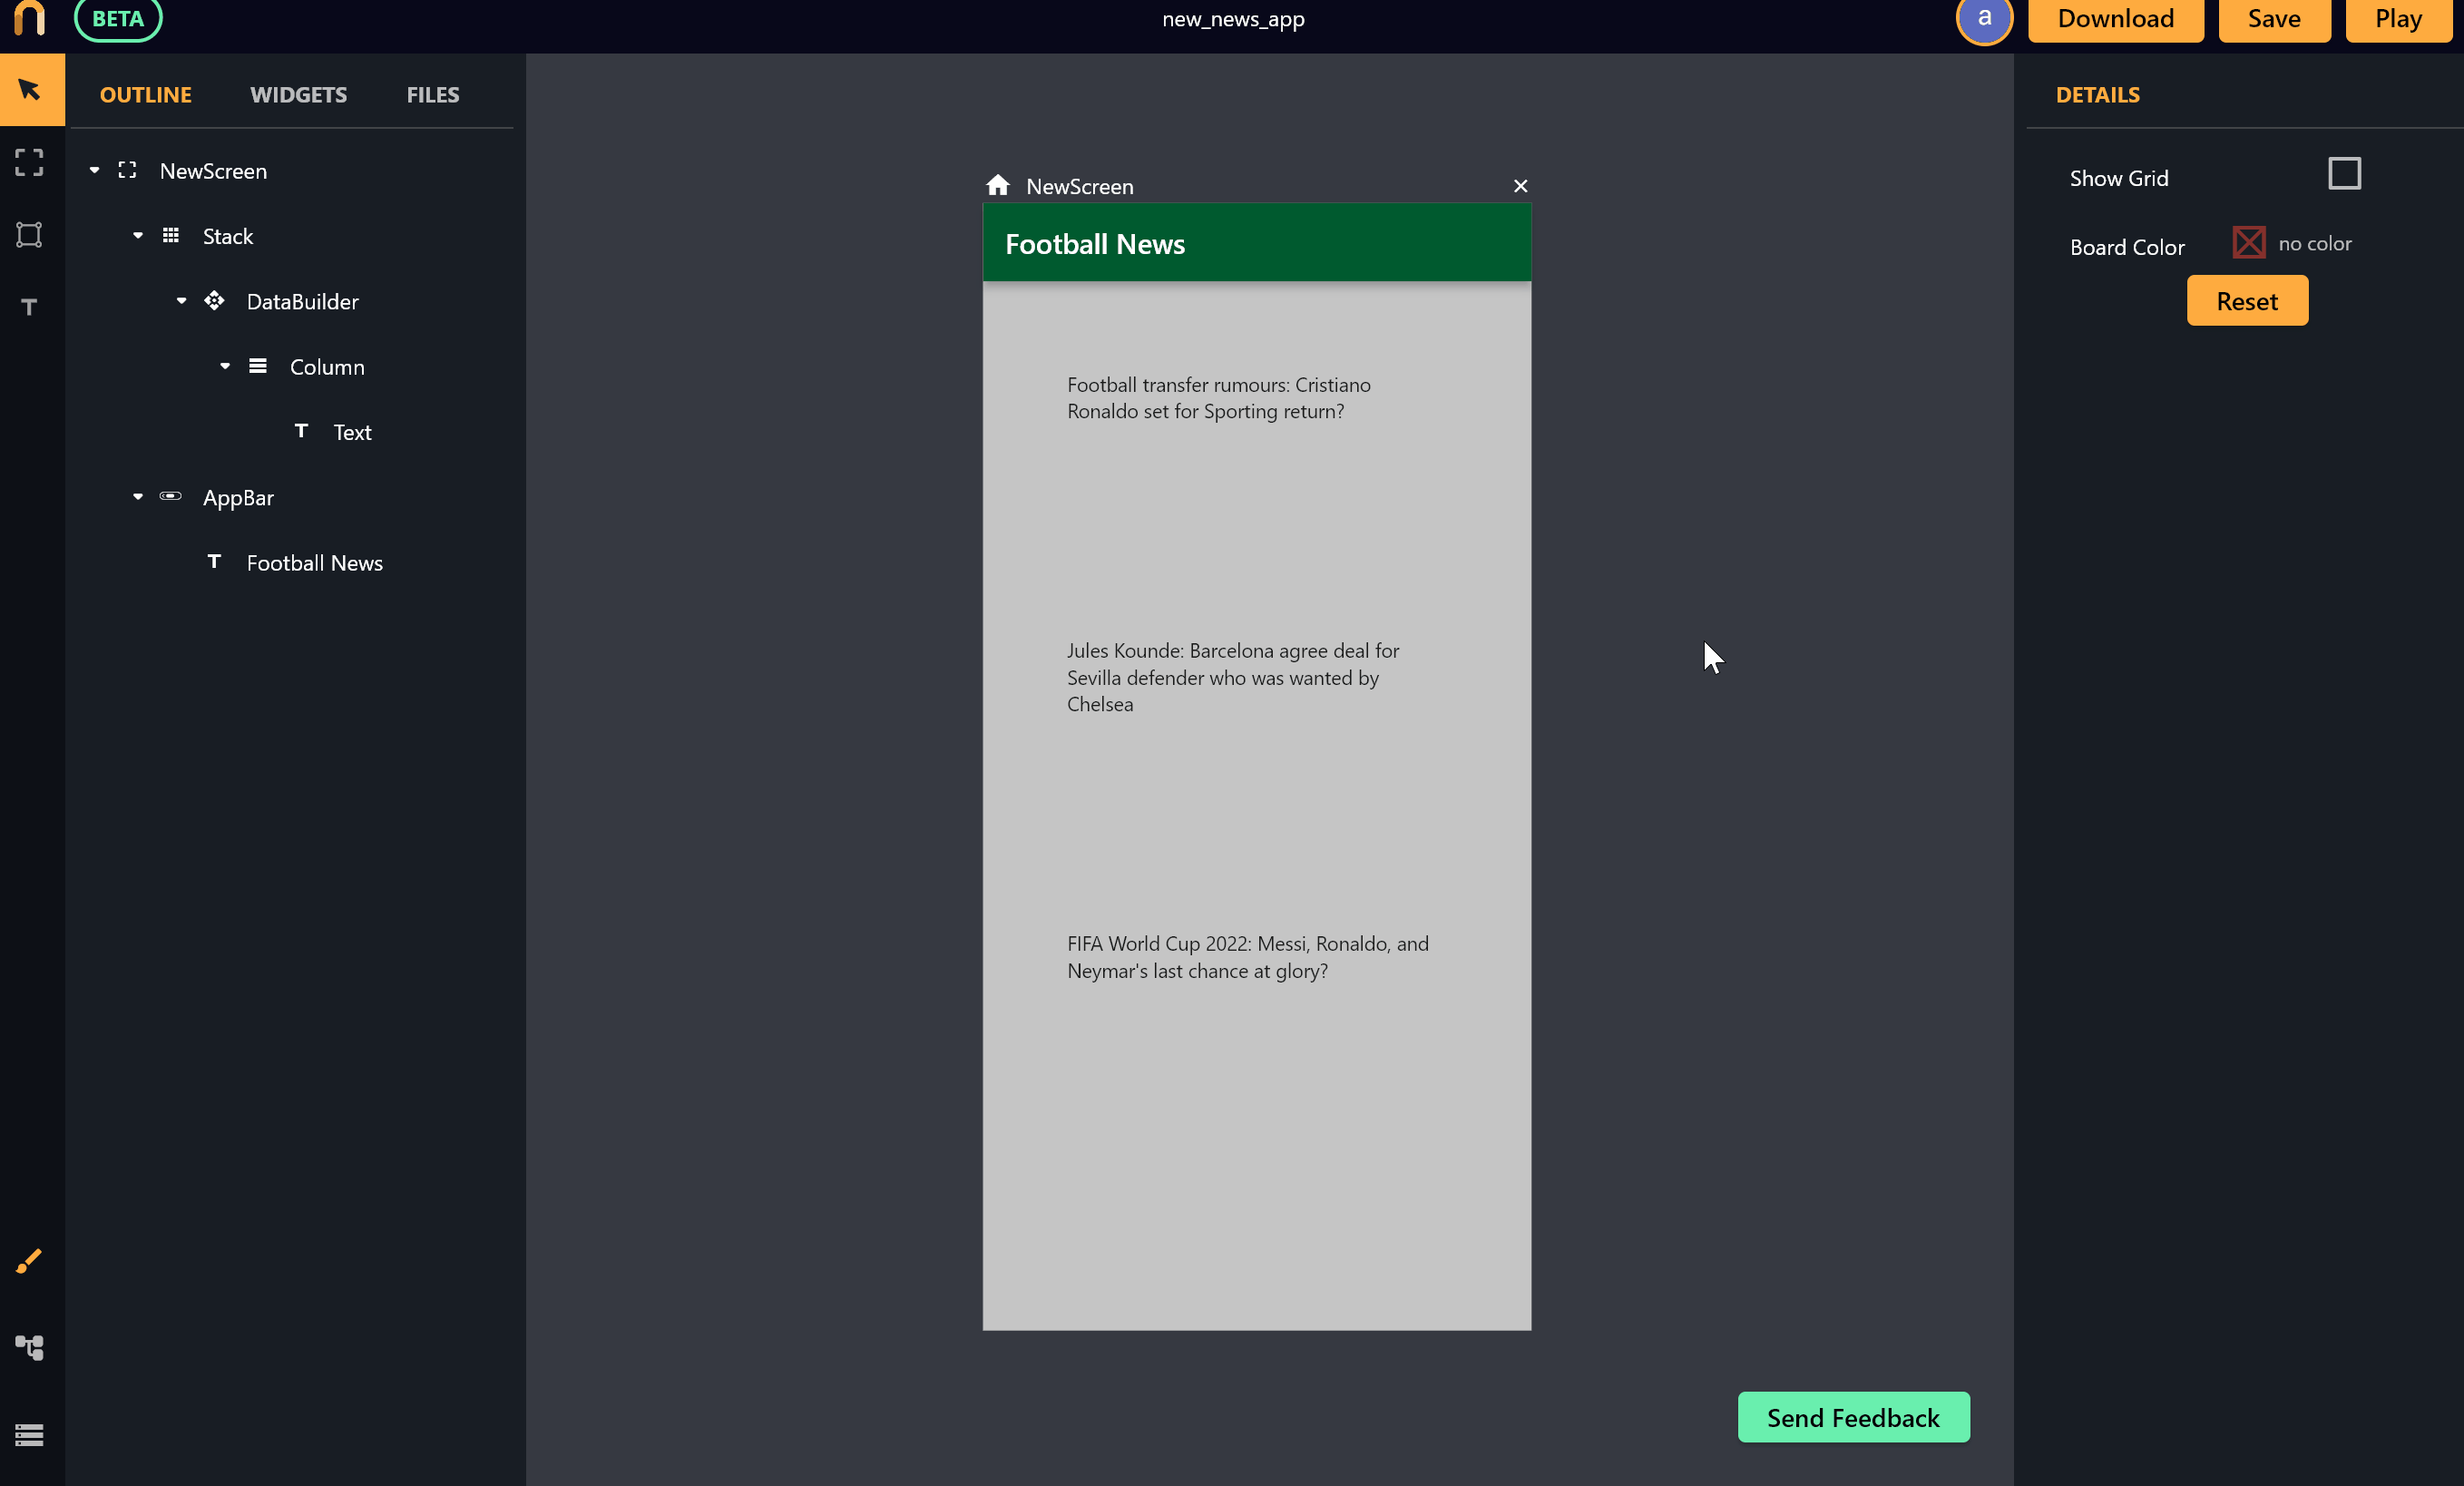 BETA
new_news_app
a
Download
Save
Play
OUTLINE
WIDGETS
FILES
NewScreen
Stack
DataBuilder
Column
Text
AppBar
Football News
NewScreen
Football News
Football transfer rumours: Cristiano
Ronaldo set for Sporting return?
Jules Kounde: Barcelona agree deal for
Sevilla defender who was wanted by
Chelsea
FIFA World Cup 2022: Messi, Ronaldo, and
Neymar's last chance at glory?
Send Feedback
DETAILS
Show Grid
Board Color
no color
Reset